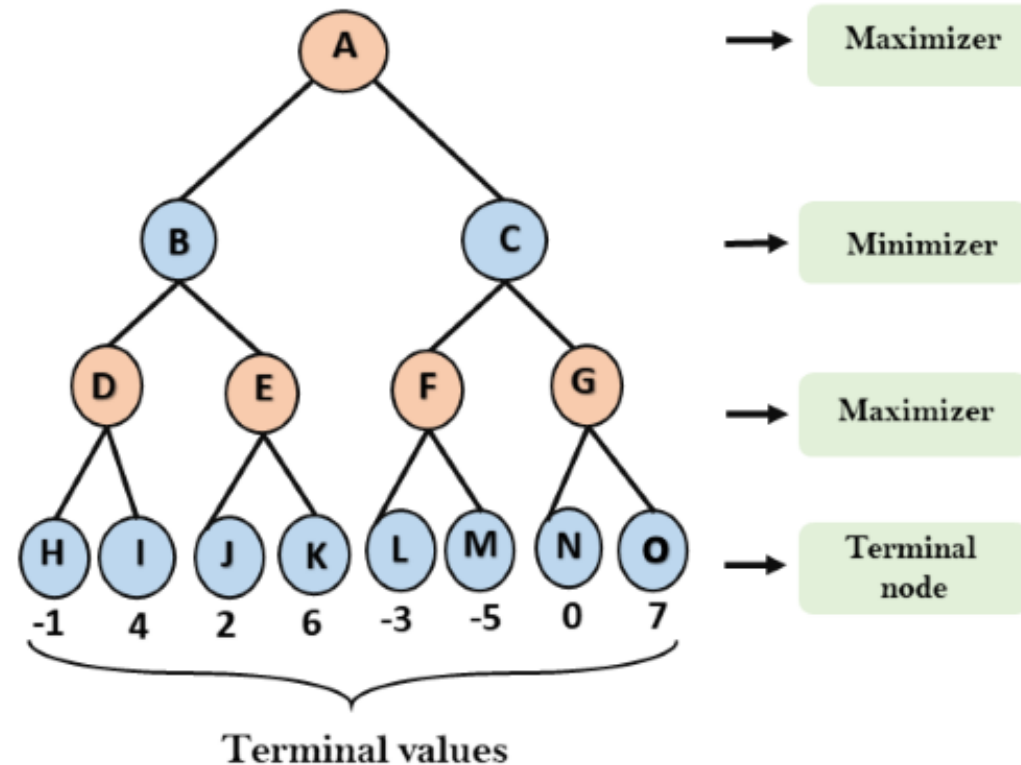 A
Maximizer
B
C
Minimizer
D
E
F
G
Maximizer
H
I
J
K
L
M
N
O
Terminal
node
-1
4
2
6
-3
-5
0
7
Terminal values